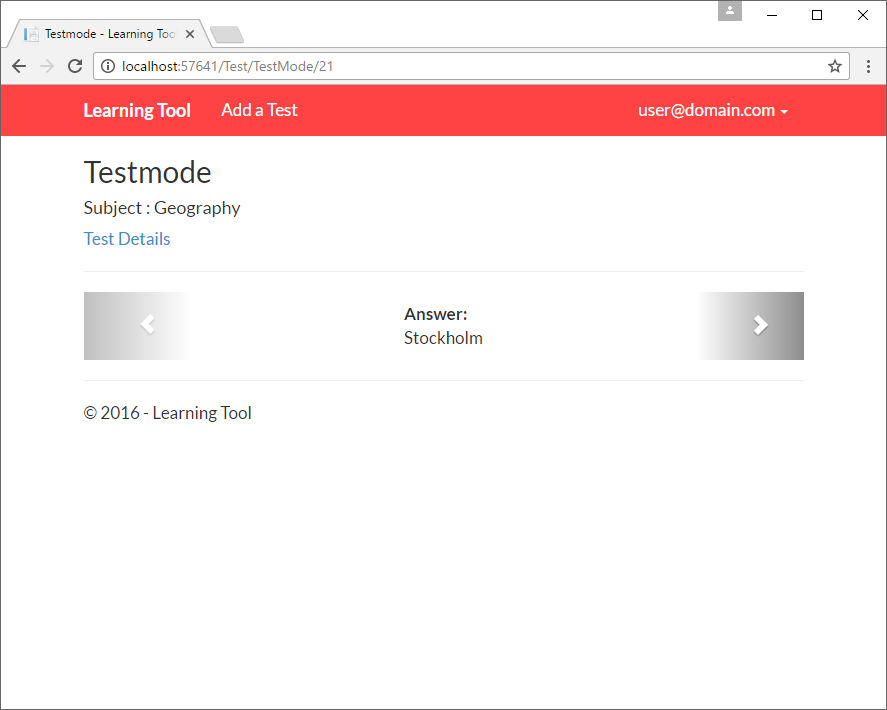 Testmode - Learning Too
localhost:57641/Test/TestMode/21
Learning Tool Add a Test user@domain.com
Testmode
Subject : Geography
Test Details
Answer:
Stockholm
© 2016 - Learning Tool